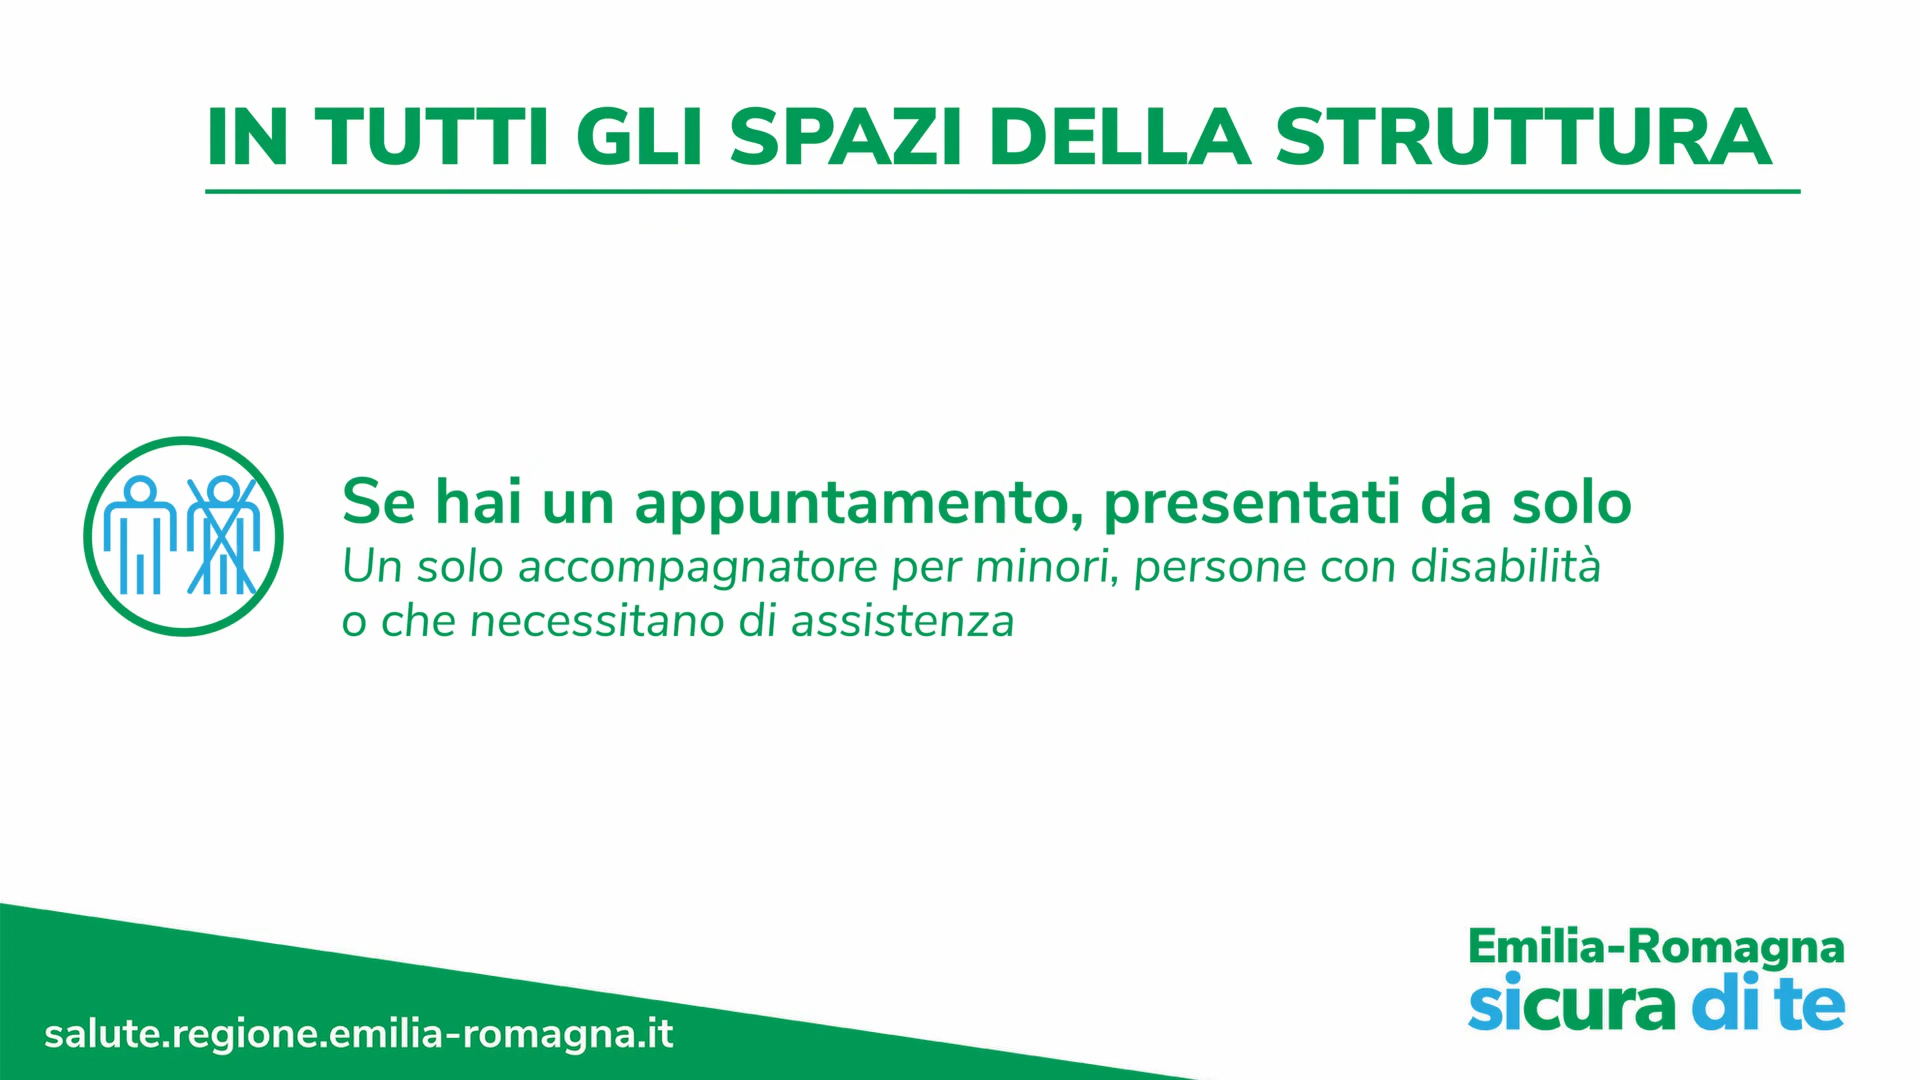 IN TUTTI GLI SPAZI DELLA STRUTTURA
Se hai un appuntamento, presentati da solo
Un solo accompagnatore per minori, persone con disabilità
o che necessitano di assistenza
salute.regione.emilia-romagna.it
Emilia-Romagna
sicura di te